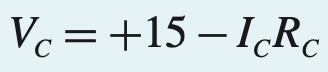 V_C = +15 − I_C R_C